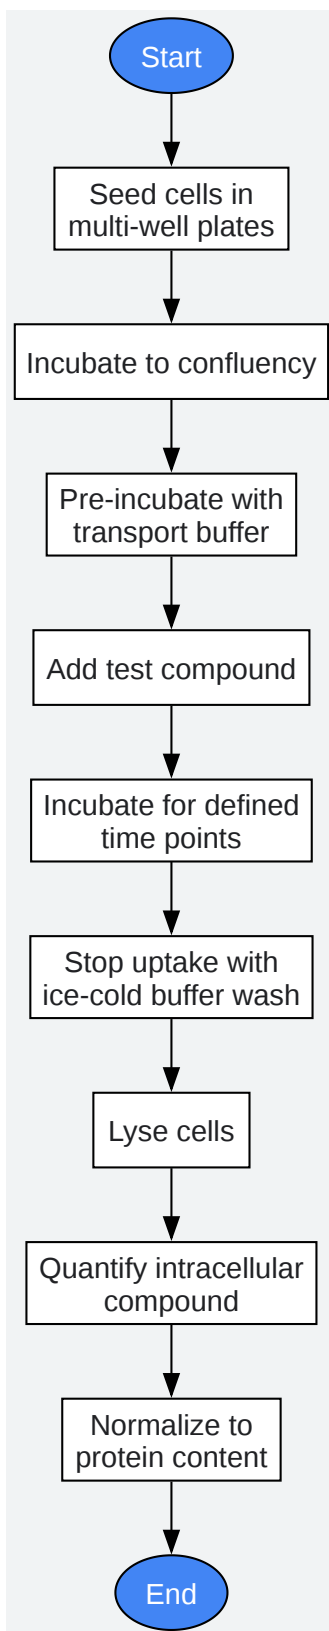 Start
Seed cells in
multi-well plates
Incubate to confluency
Pre-incubate with
transport buffer
Add test compound
Incubate for defined
time points
Stop uptake with
ice-cold buffer wash
Lyse cells
Quantify intracellular
compound
Normalize to
protein content
End